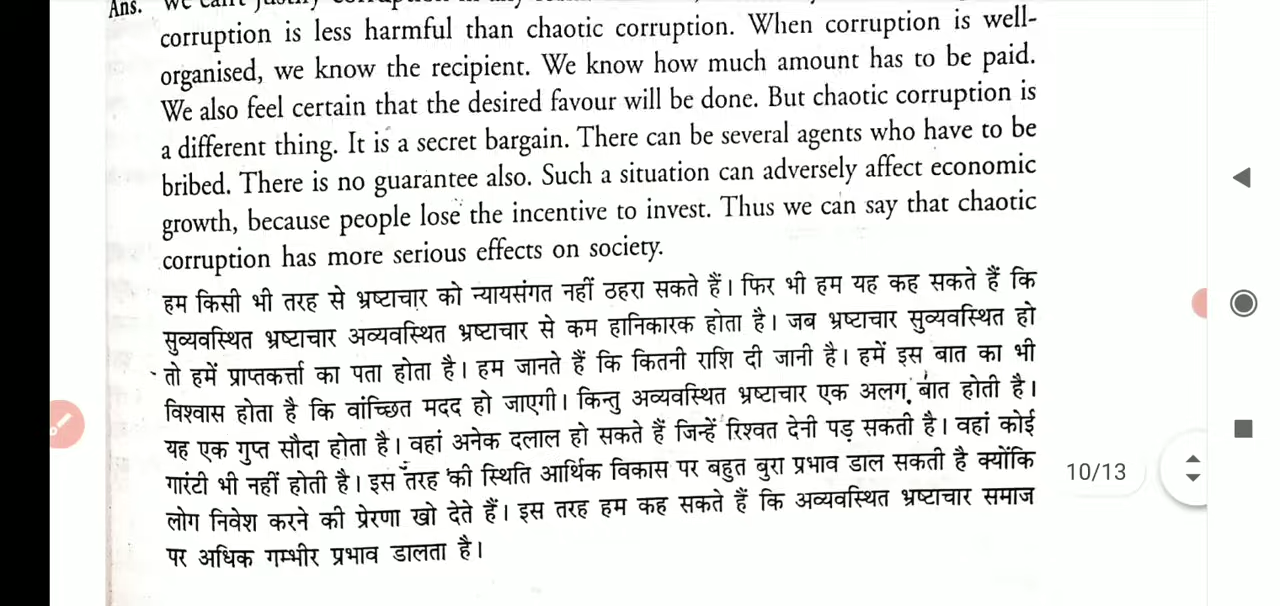 Ans. We can't justify corruption in any
corruption is less harmful than chaotic corruption. When corruption is well-
organised, we know the recipient. We know how much amount has to be paid.
We also feel certain that the desired favour will be done. But chaotic corruption is
a different thing. It is a secret bargain. There can be several agents who have to be
bribed. There is no guarantee also. Such a situation can adversely affect economic
growth, because people lose the incentive to invest. Thus we can say that chaotic
corruption has more serious effects on society.
हम किसी भी तरह से भ्रष्टाचार को न्यायसंगत नहीं ठहरा सकते हैं। फिर भी हम यह कह सकते हैं कि
सुव्यवस्थित भ्रष्टाचार अव्यवस्थित भ्रष्टाचार से कम हानिकारक होता है। जब भ्रष्टाचार सुव्यवस्थित हो
तो हमें प्राप्तकर्त्ता का पता होता है। हम जानते हैं कि कितनी राशि दी जानी है। हमें इस बात का भी
विश्वास होता है कि वांच्छित मदद हो जाएगी। किन्तु अव्यवस्थित भ्रष्टाचार एक अलग बात होती है।
यह एक गुप्त सौदा होता है। वहां अनेक दलाल हो सकते हैं जिन्हें रिश्वत देनी पड़ सकती है। वहां कोई
गारंटी भी नहीं होती है। इस तरह की स्थिति आर्थिक विकास पर बहुत बुरा प्रभाव डाल सकती है क्योंकि
लोग निवेश करने की प्रेरणा खो देते हैं। इस तरह हम कह सकते हैं कि अव्यवस्थित भ्रष्टाचार समाज
पर अधिक गम्भीर प्रभाव डालता है।
10/13